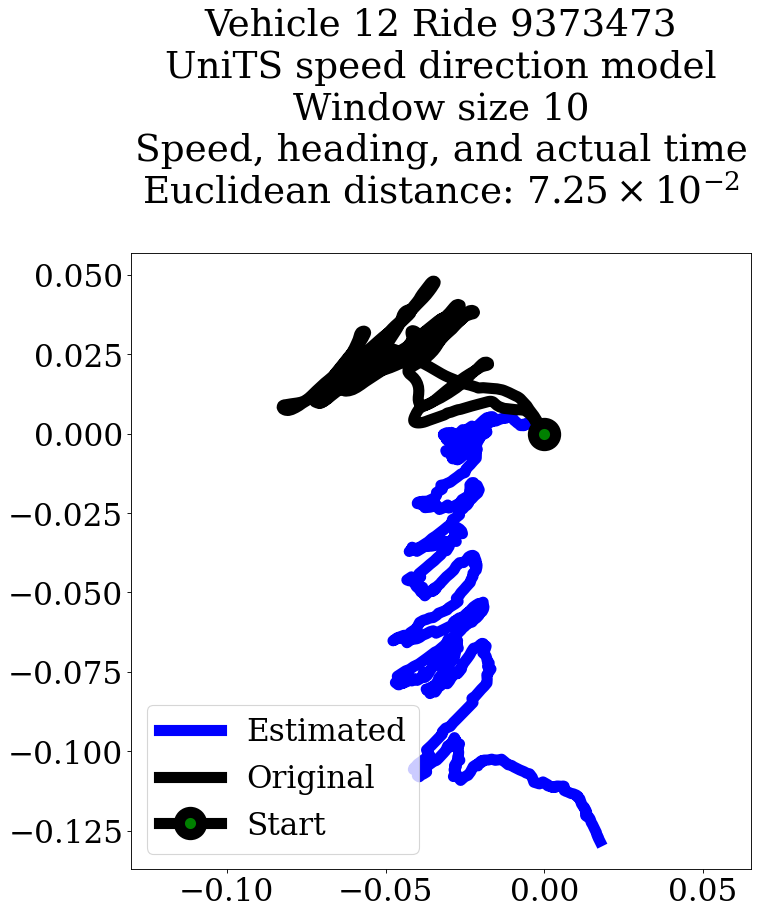 Vehicle 12 Ride 9373473
UniTS speed direction model
Window size 10
Speed, heading, and actual time
Euclidean distance: 7.25 × 10⁻²
0.050
0.025
0.000
−0.025
−0.050
−0.075
−0.100
−0.125
Estimated
Original
Start
−0.10
−0.05
0.00
0.05